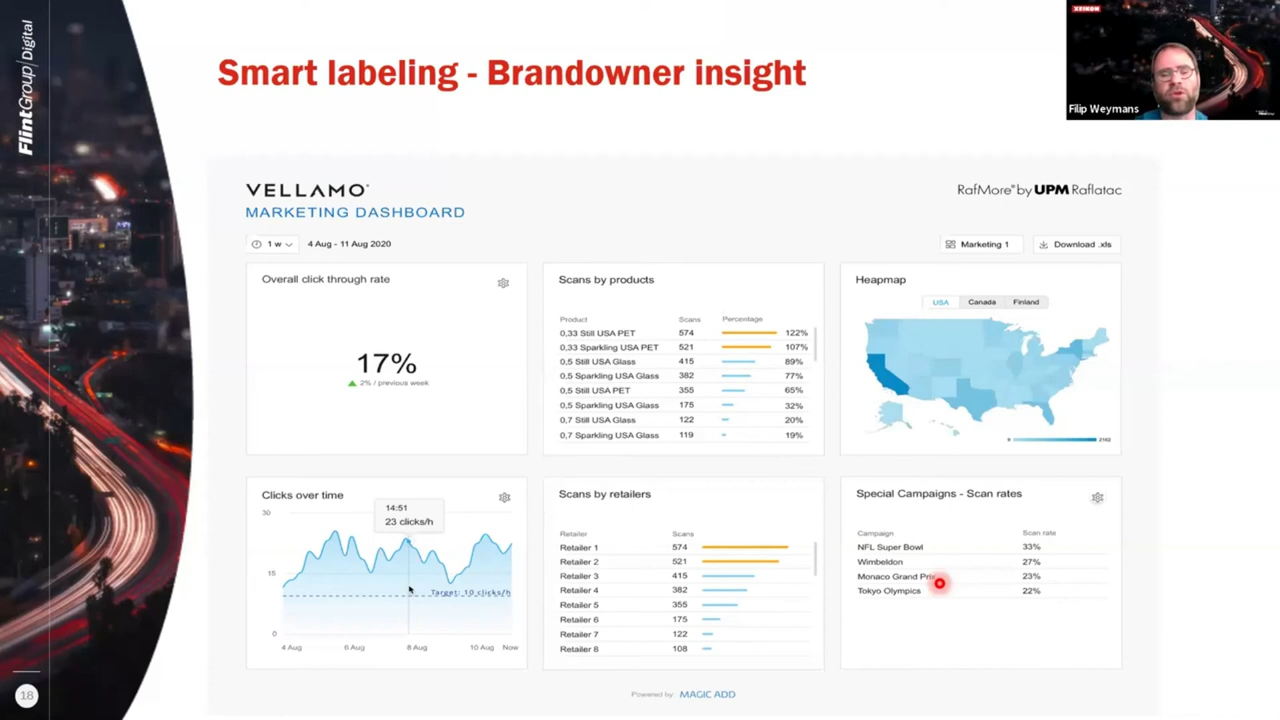 FlintGroup|Digital
Smart labeling - Brandowner insight
XEIKON
Filip Weymans
VELLAMO
MARKETING DASHBOARD
RafMore® by UPM Raflatac
1 w
4 Aug - 11 Aug 2020
Marketing 1
Download .xls
Overall click through rate
17%
2% / previous week
Scans by products
Product Scans Percentage
0,33 Still USA PET 574 122%
0,33 Sparkling USA PET 521 107%
0,5 Still USA Glass 415 89%
0,5 Sparkling USA Glass 382 77%
0,5 Still USA PET 355 65%
0,5 Sparkling USA Glass 175 32%
0,7 Still USA Glass 122 20%
0,7 Sparkling USA Glass 119 19%
Heapmap
USA Canada Finland
0 2162
Clicks over time
14:51
23 clicks/h
30
15
0
Target: 10 clicks/h
4 Aug 6 Aug 8 Aug 10 Aug Now
Scans by retailers
Retailer Scans
Retailer 1 574
Retailer 2 521
Retailer 3 415
Retailer 4 382
Retailer 5 355
Retailer 6 175
Retailer 7 122
Retailer 8 108
Special Campaigns - Scan rates
Campaign Scan rate
NFL Super Bowl 33%
Wimbeldon 27%
Monaco Grand Prix 23%
Tokyo Olympics 22%
Powered by: MAGIC ADD
18